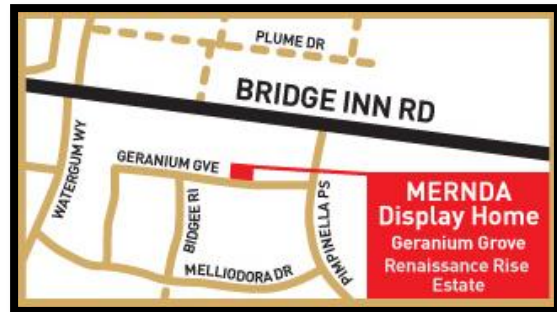 PLUME DR
BRIDGE INN RD
GERANIUM GVE
WATERGUM WY
BIDGEE RI
PIMPINELLA PS
MELLIODORA DR
MERNDA
Display Home
Geranium Grove
Renaissance Rise
Estate